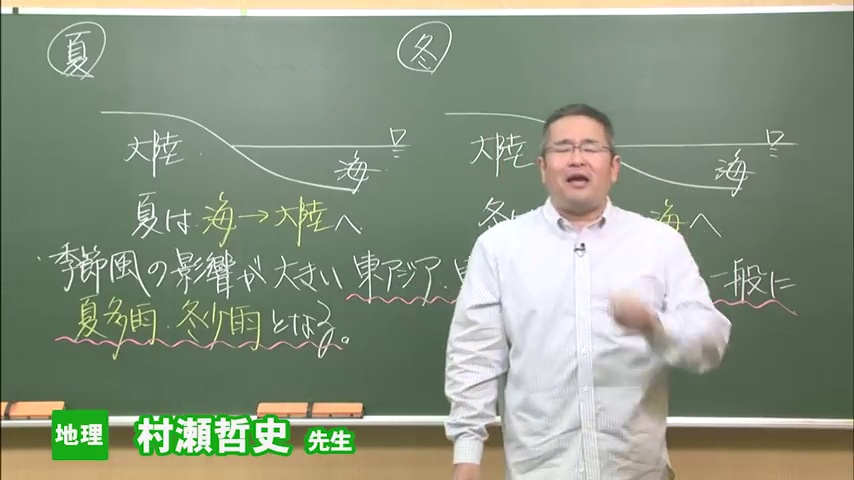 夏
冬
大陸 海
大陸 海
夏は 海→大陸へ
冬 海へ
季節風の影響が大きい東アジア・ 一般に
夏多雨・冬少雨となる。
地理 村瀬哲史 先生